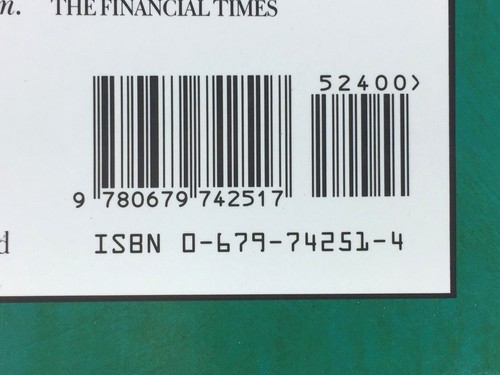 n. THE FINANCIAL TIMES
52400>
9 780679 742517
d
ISBN 0-679-74251-4